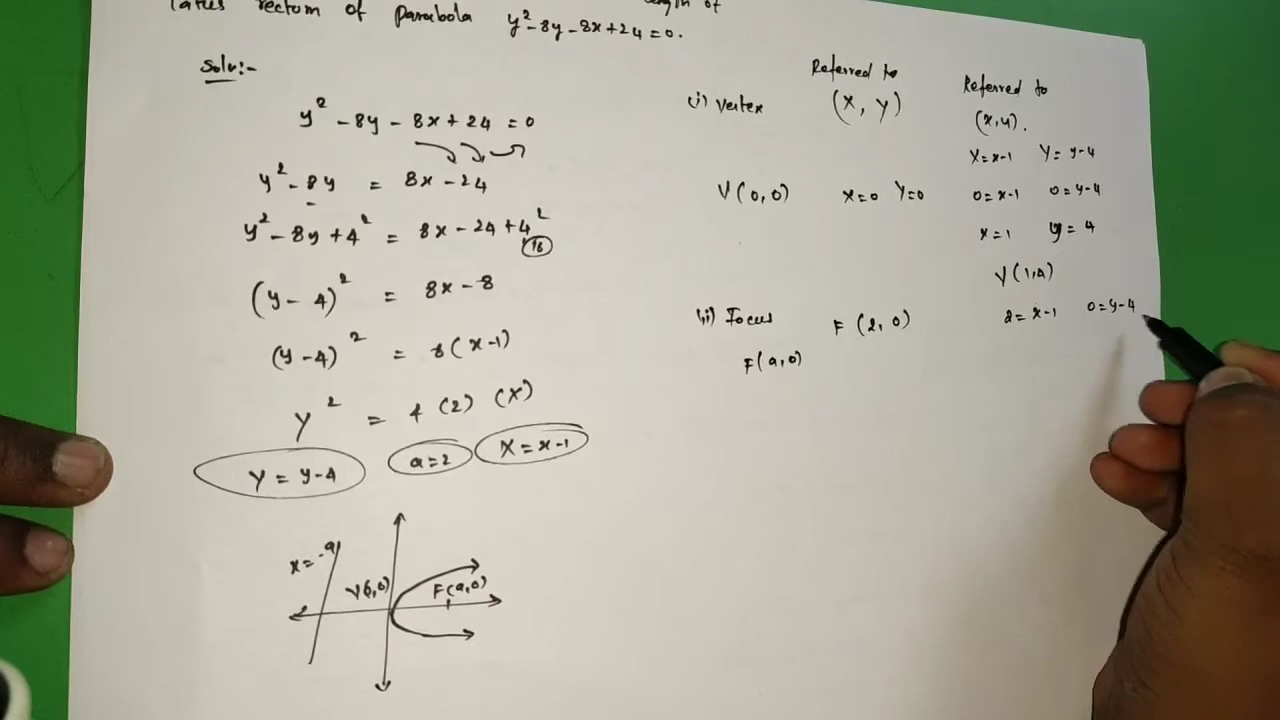 Latus rectum of Parabola y²-8y-8x+24=0.
Solu:-
y² -8y - 8x+24 =0
y²-8y = 8x-24
y²-8y+4² = 8x-24+4²
16
(y-4)² = 8x-8
(y-4)² = 8(x-1)
Y² = 4(2)(X)
Y = y-4 a=2 X=x-1
x=-a V(0,0) F(a,0)
Referred to (X,Y)
Referred to (x,y).
(i) Vertex
X=x-1 Y=y-4
V(0,0) X=0 Y=0 0=x-1 0=y-4
x=1 y=4
V(1,4)
(ii) Focus F(2,0) 2=x-1 0=y-4
F(a,0)